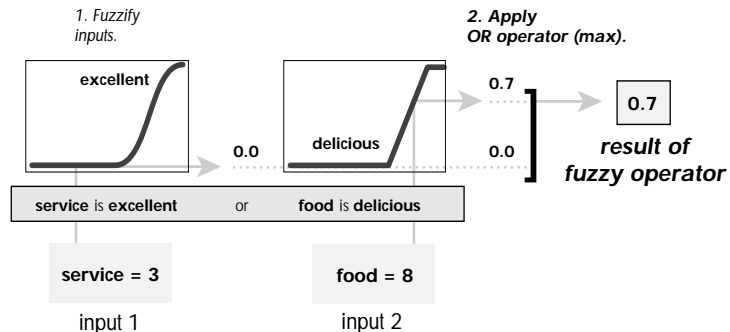 1. Fuzzify
inputs.
2. Apply
OR operator (max).
excellent
0.0
delicious
0.7
0.0
0.7
result of
fuzzy operator
service is excellent or food is delicious
service = 3
food = 8
input 1
input 2